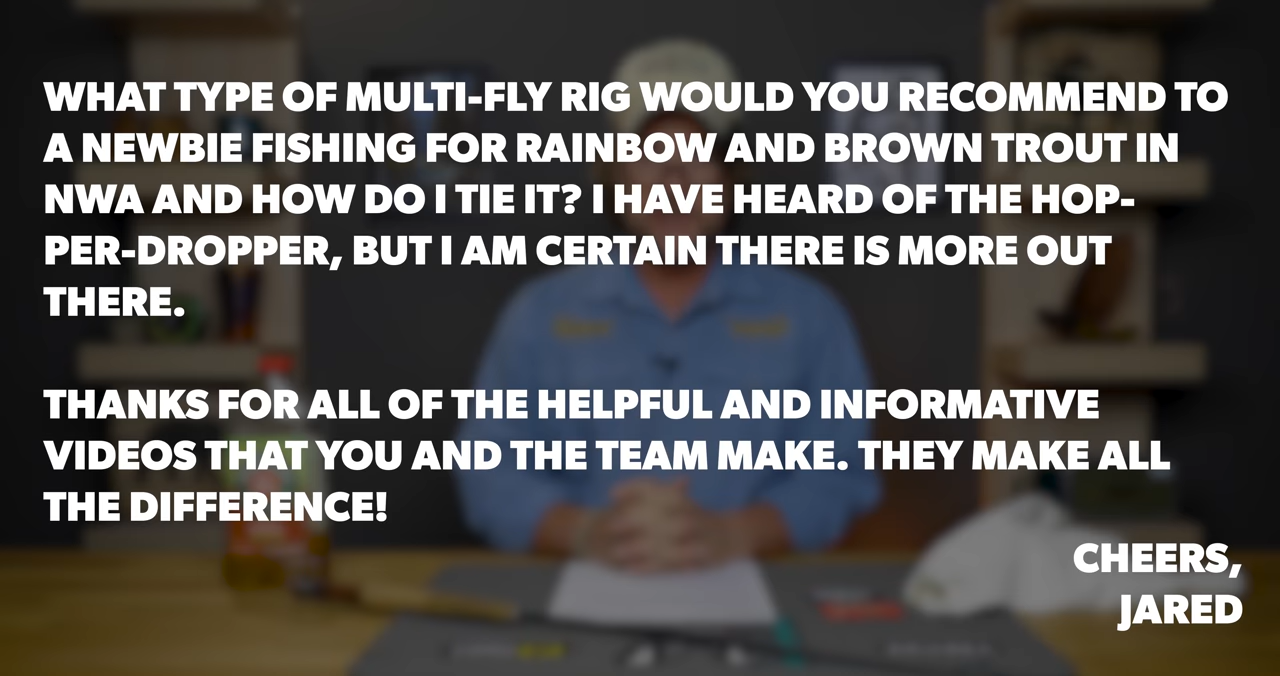 WHAT TYPE OF MULTI-FLY RIG WOULD YOU RECOMMEND TO
A NEWBIE FISHING FOR RAINBOW AND BROWN TROUT IN
NWA AND HOW DO I TIE IT? I HAVE HEARD OF THE HOP-
PER-DROPPER, BUT I AM CERTAIN THERE IS MORE OUT
THERE.
THANKS FOR ALL OF THE HELPFUL AND INFORMATIVE
VIDEOS THAT YOU AND THE TEAM MAKE. THEY MAKE ALL
THE DIFFERENCE!
CHEERS,
JARED